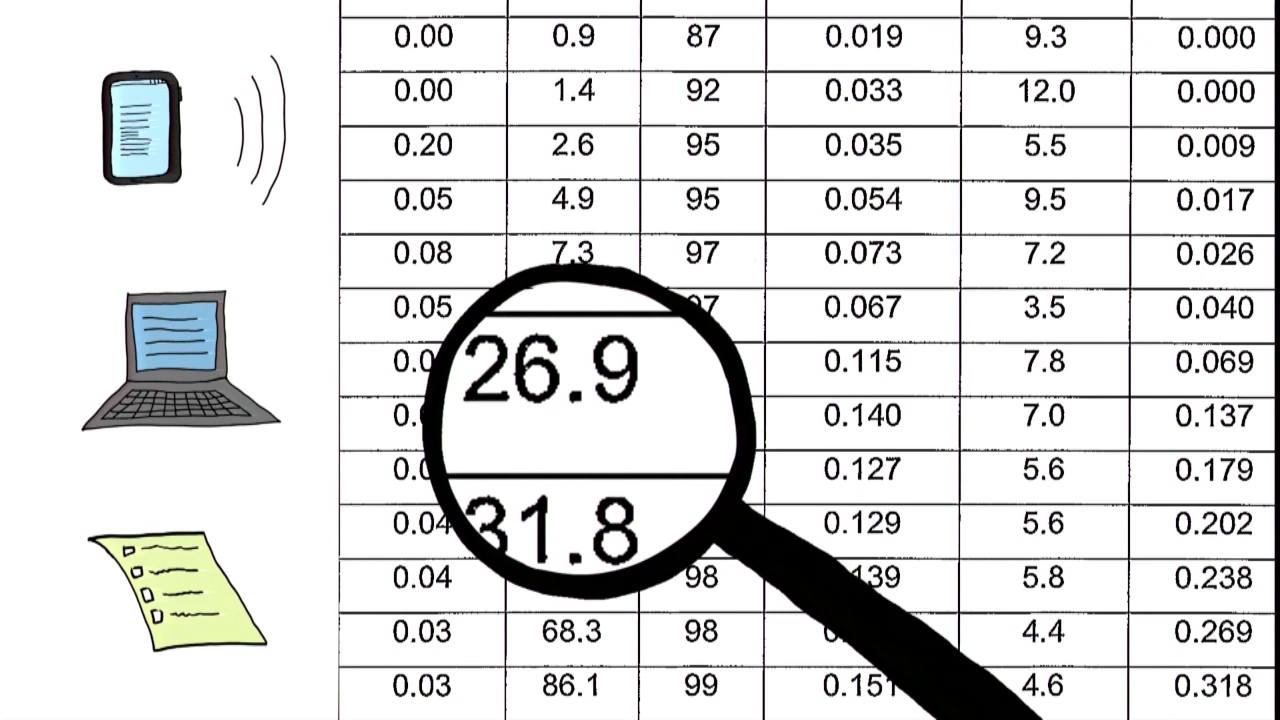 0.00 0.9 87 0.019 9.3 0.000
0.00 1.4 92 0.033 12.0 0.000
0.20 2.6 95 0.035 5.5 0.009
0.05 4.9 95 0.054 9.5 0.017
0.08 7.3 97 0.073 7.2 0.026
0.05 0.067 3.5 0.040
26.9 0.115 7.8 0.069
0.140 7.0 0.137
0.127 5.6 0.179
0.04 31.8 0.129 5.6 0.202
0.04 98 5.8 0.238
0.03 68.3 98 4.4 0.269
0.03 86.1 99 0.151 4.6 0.318